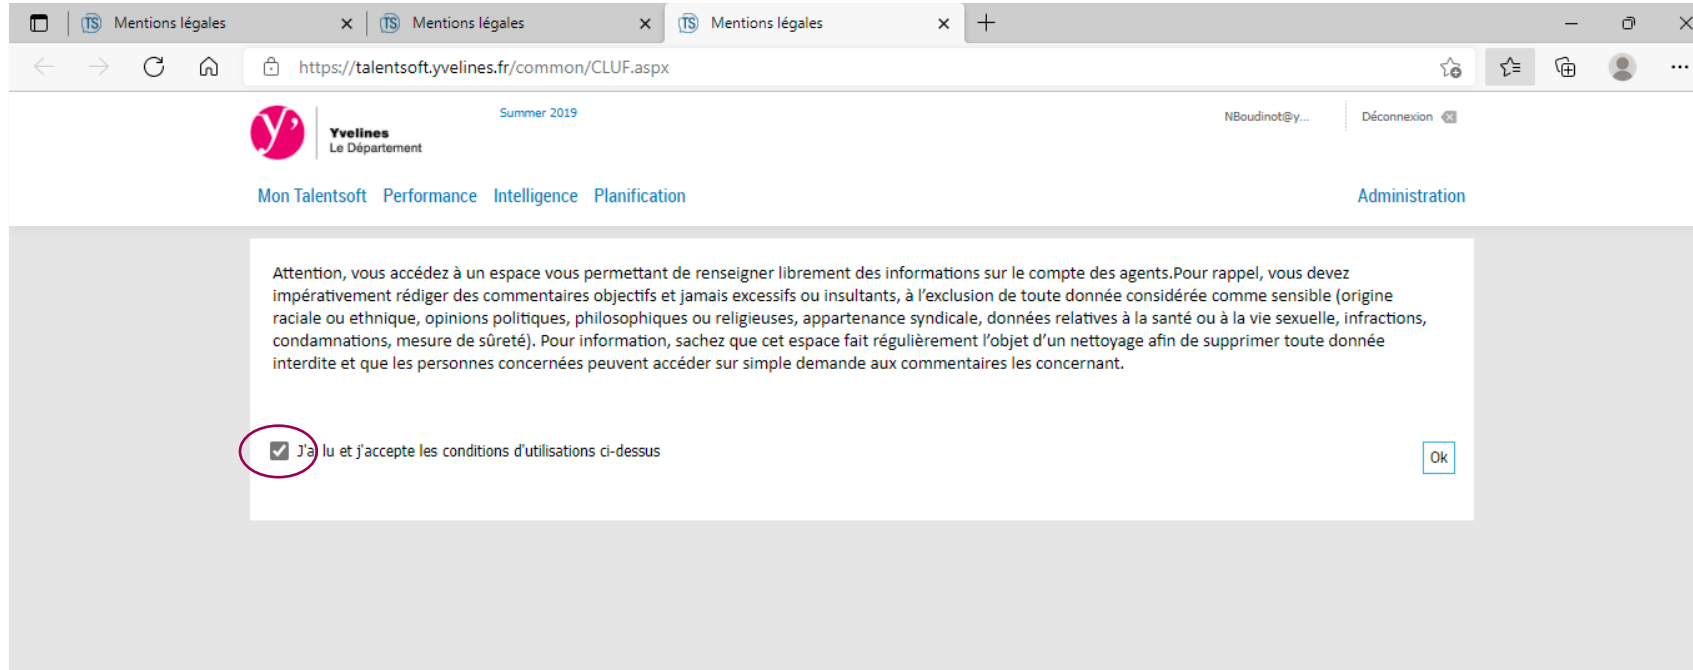 TS Mentions légales
TS Mentions légales
TS Mentions légales
https://talentsoft.yvelines.fr/common/CLUF.aspx
y'
Yvelines
Le Département
Summer 2019
NBoudinot@y...
Déconnexion
Mon Talentsoft Performance Intelligence Planification Administration
Attention, vous accédez à un espace vous permettant de renseigner librement des informations sur le compte des agents.Pour rappel, vous devez
impérativement rédiger des commentaires objectifs et jamais excessifs ou insultants, à l'exclusion de toute donnée considérée comme sensible (origine
raciale ou ethnique, opinions politiques, philosophiques ou religieuses, appartenance syndicale, données relatives à la santé ou à la vie sexuelle, infractions,
condamnations, mesure de sûreté). Pour information, sachez que cet espace fait régulièrement l'objet d'un nettoyage afin de supprimer toute donnée
interdite et que les personnes concernées peuvent accéder sur simple demande aux commentaires les concernant.
J'ai lu et j'accepte les conditions d'utilisations ci-dessus
Ok